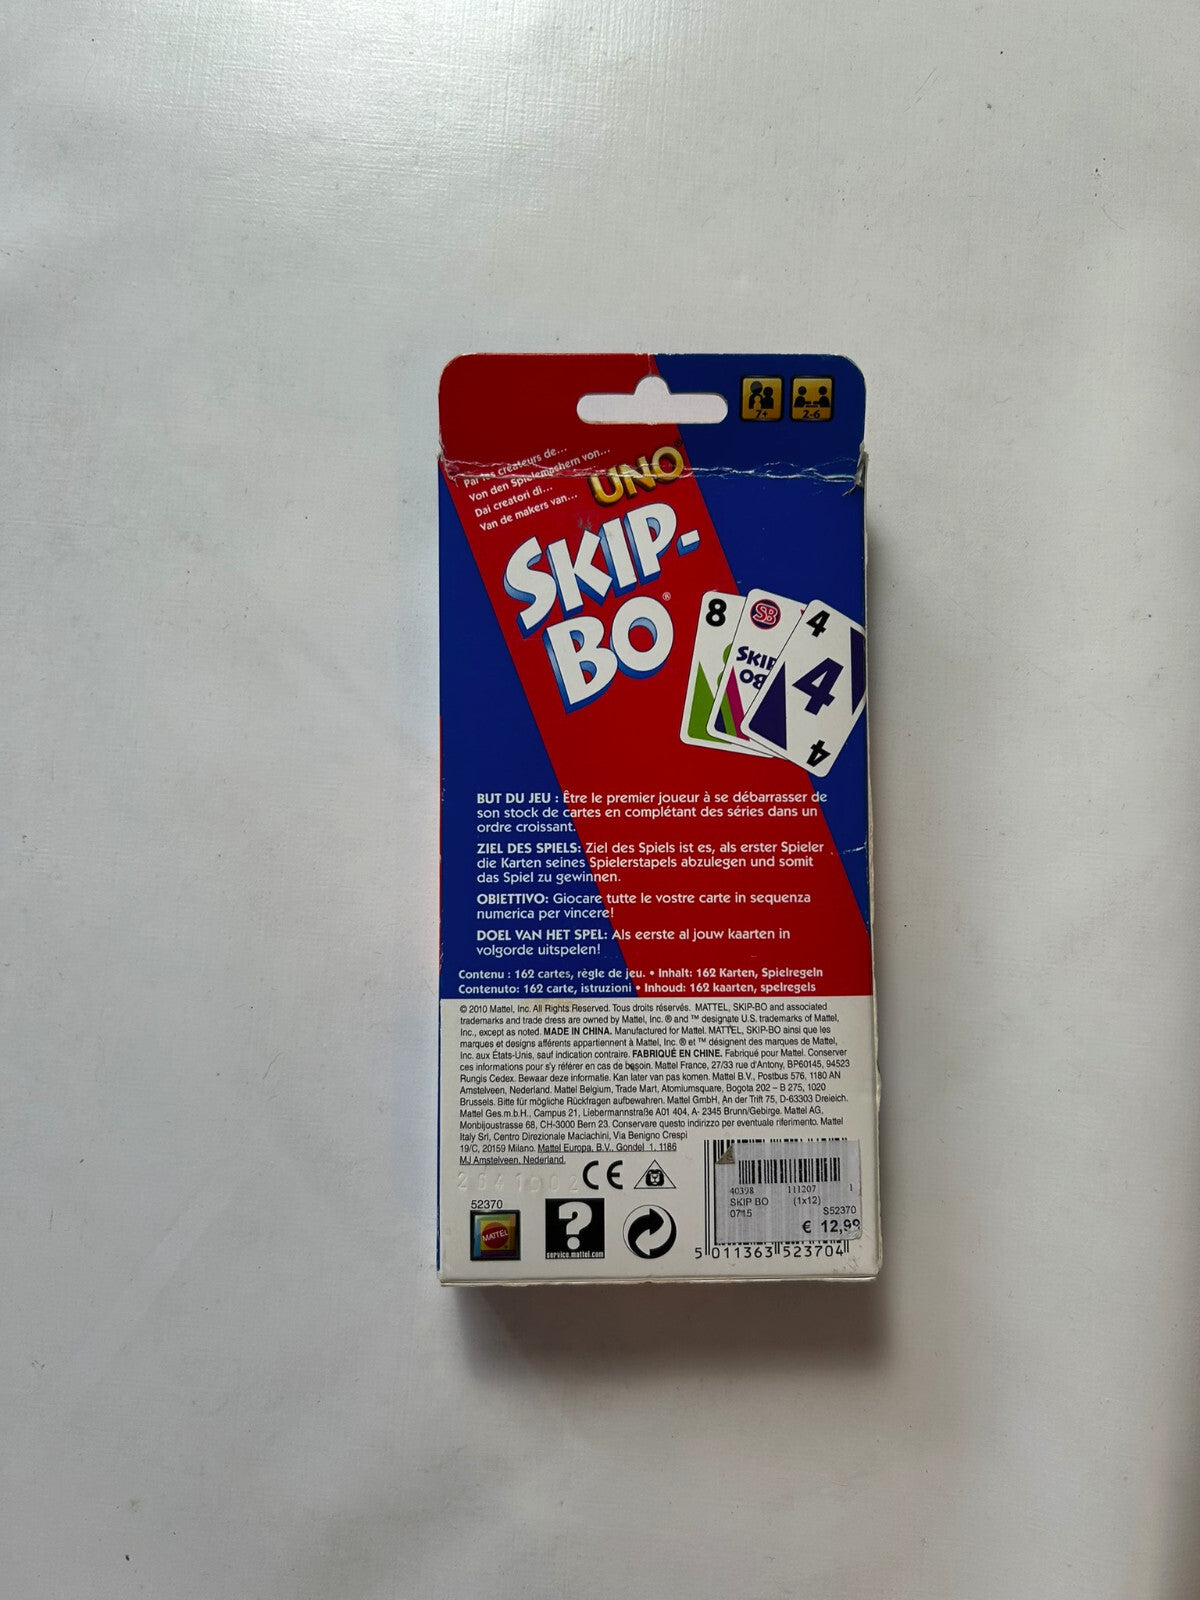 7+
2-6
Par les créateurs de...
Von den Spielemachern von...
Dai creatori di...
Van de makers van...
UNO®
SKIP-
BO®
8
SB
SKIP
BO
4
4
4
BUT DU JEU : Être le premier joueur à se débarrasser de
son stock de cartes en complétant des séries dans un
ordre croissant.
ZIEL DES SPIELS: Ziel des Spiels ist es, als erster Spieler
die Karten seines Spielerstapels abzulegen und somit
das Spiel zu gewinnen.
OBIETTIVO: Giocare tutte le vostre carte in sequenza
numerica per vincere!
DOEL VAN HET SPEL: Als eerste al jouw kaarten in
volgorde uitspelen!
Contenu : 162 cartes, règle de jeu. • Inhalt: 162 Karten, Spielregeln
Contenuto: 162 carte, istruzioni • Inhoud: 162 kaarten, spelregels
© 2010 Mattel, Inc. All Rights Reserved. Tous droits réservés. MATTEL, SKIP-BO and associated
trademarks and trade dress are owned by Mattel, Inc. ® and ™ designate U.S. trademarks of Mattel,
Inc., except as noted. MADE IN CHINA. Manufactured for Mattel. MATTEL, SKIP-BO ainsi que les
marques et designs afférents appartiennent à Mattel, Inc. ® et ™ désignent des marques de Mattel,
Inc. aux États-Unis, sauf indication contraire. FABRIQUÉ EN CHINE. Fabriqué pour Mattel. Conserver
ces informations pour s'y référer en cas de besoin. Mattel France, 27/33 rue d'Antony, BP60145, 94523
Rungis Cedex. Bewaar deze informatie. Kan later van pas komen. Mattel B.V., Postbus 576, 1180 AN
Amstelveen, Nederland. Mattel Belgium, Trade Mart, Atomiumsquare, Bogota 202 – B 275, 1020
Brussels. Bitte für mögliche Rückfragen aufbewahren. Mattel GmbH, An der Trift 75, D-63303 Dreieich.
Mattel Ges.m.b.H., Campus 21, Liebermannstraße A01 404, A- 2345 Brunn/Gebirge. Mattel AG,
Monbijoustrasse 68, CH-3000 Bern 23. Conservare questo indirizzo per eventuale riferimento. Mattel
Italy Srl, Centro Direzionale Maciachini, Via Benigno Crespi
19/C, 20159 Milano. Mattel Europa, B.V., Gondel 1, 1186
MJ Amstelveen, Nederland.
CE
52370
MATTEL
?
service.mattel.com
40398 111207 1
SKIP BO (1x12)
0715 S52370
€ 12,99
5 011363 523704